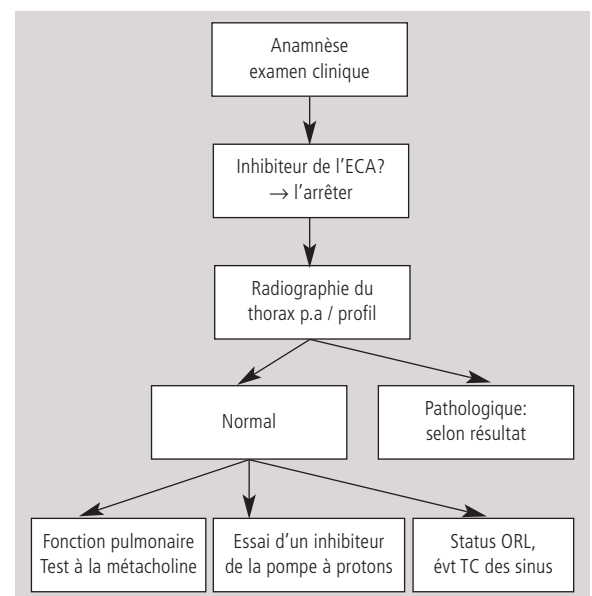 Anamnèse
examen clinique
Inhibiteur de l'ECA?
→ l'arrêter
Radiographie du
thorax p.a / profil
Normal
Pathologique:
selon résultat
Fonction pulmonaire
Test à la métacholine
Essai d'un inhibiteur
de la pompe à protons
Status ORL,
évt TC des sinus